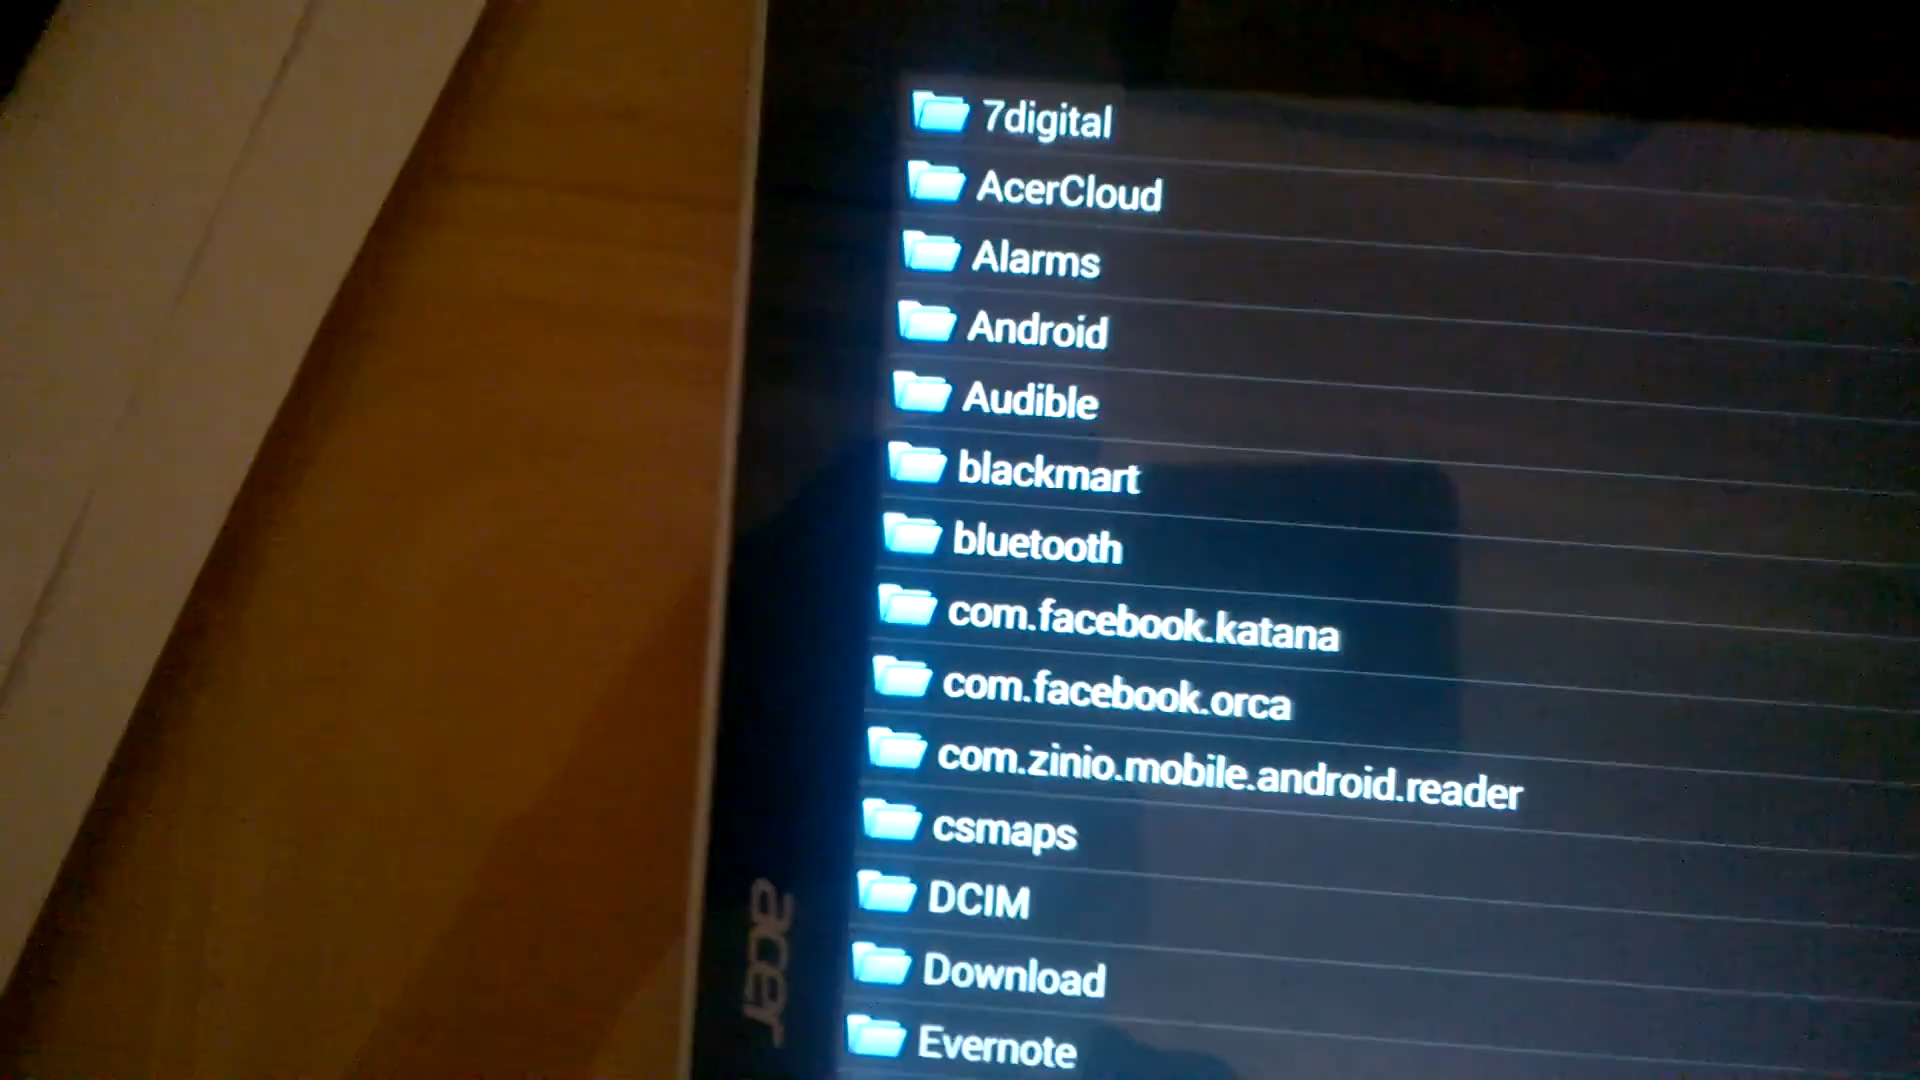 7digital
AcerCloud
Alarms
Android
Audible
blackmart
bluetooth
com.facebook.katana
com.facebook.orca
com.zinio.mobile.android.reader
csmaps
DCIM
Download
Evernote
acer